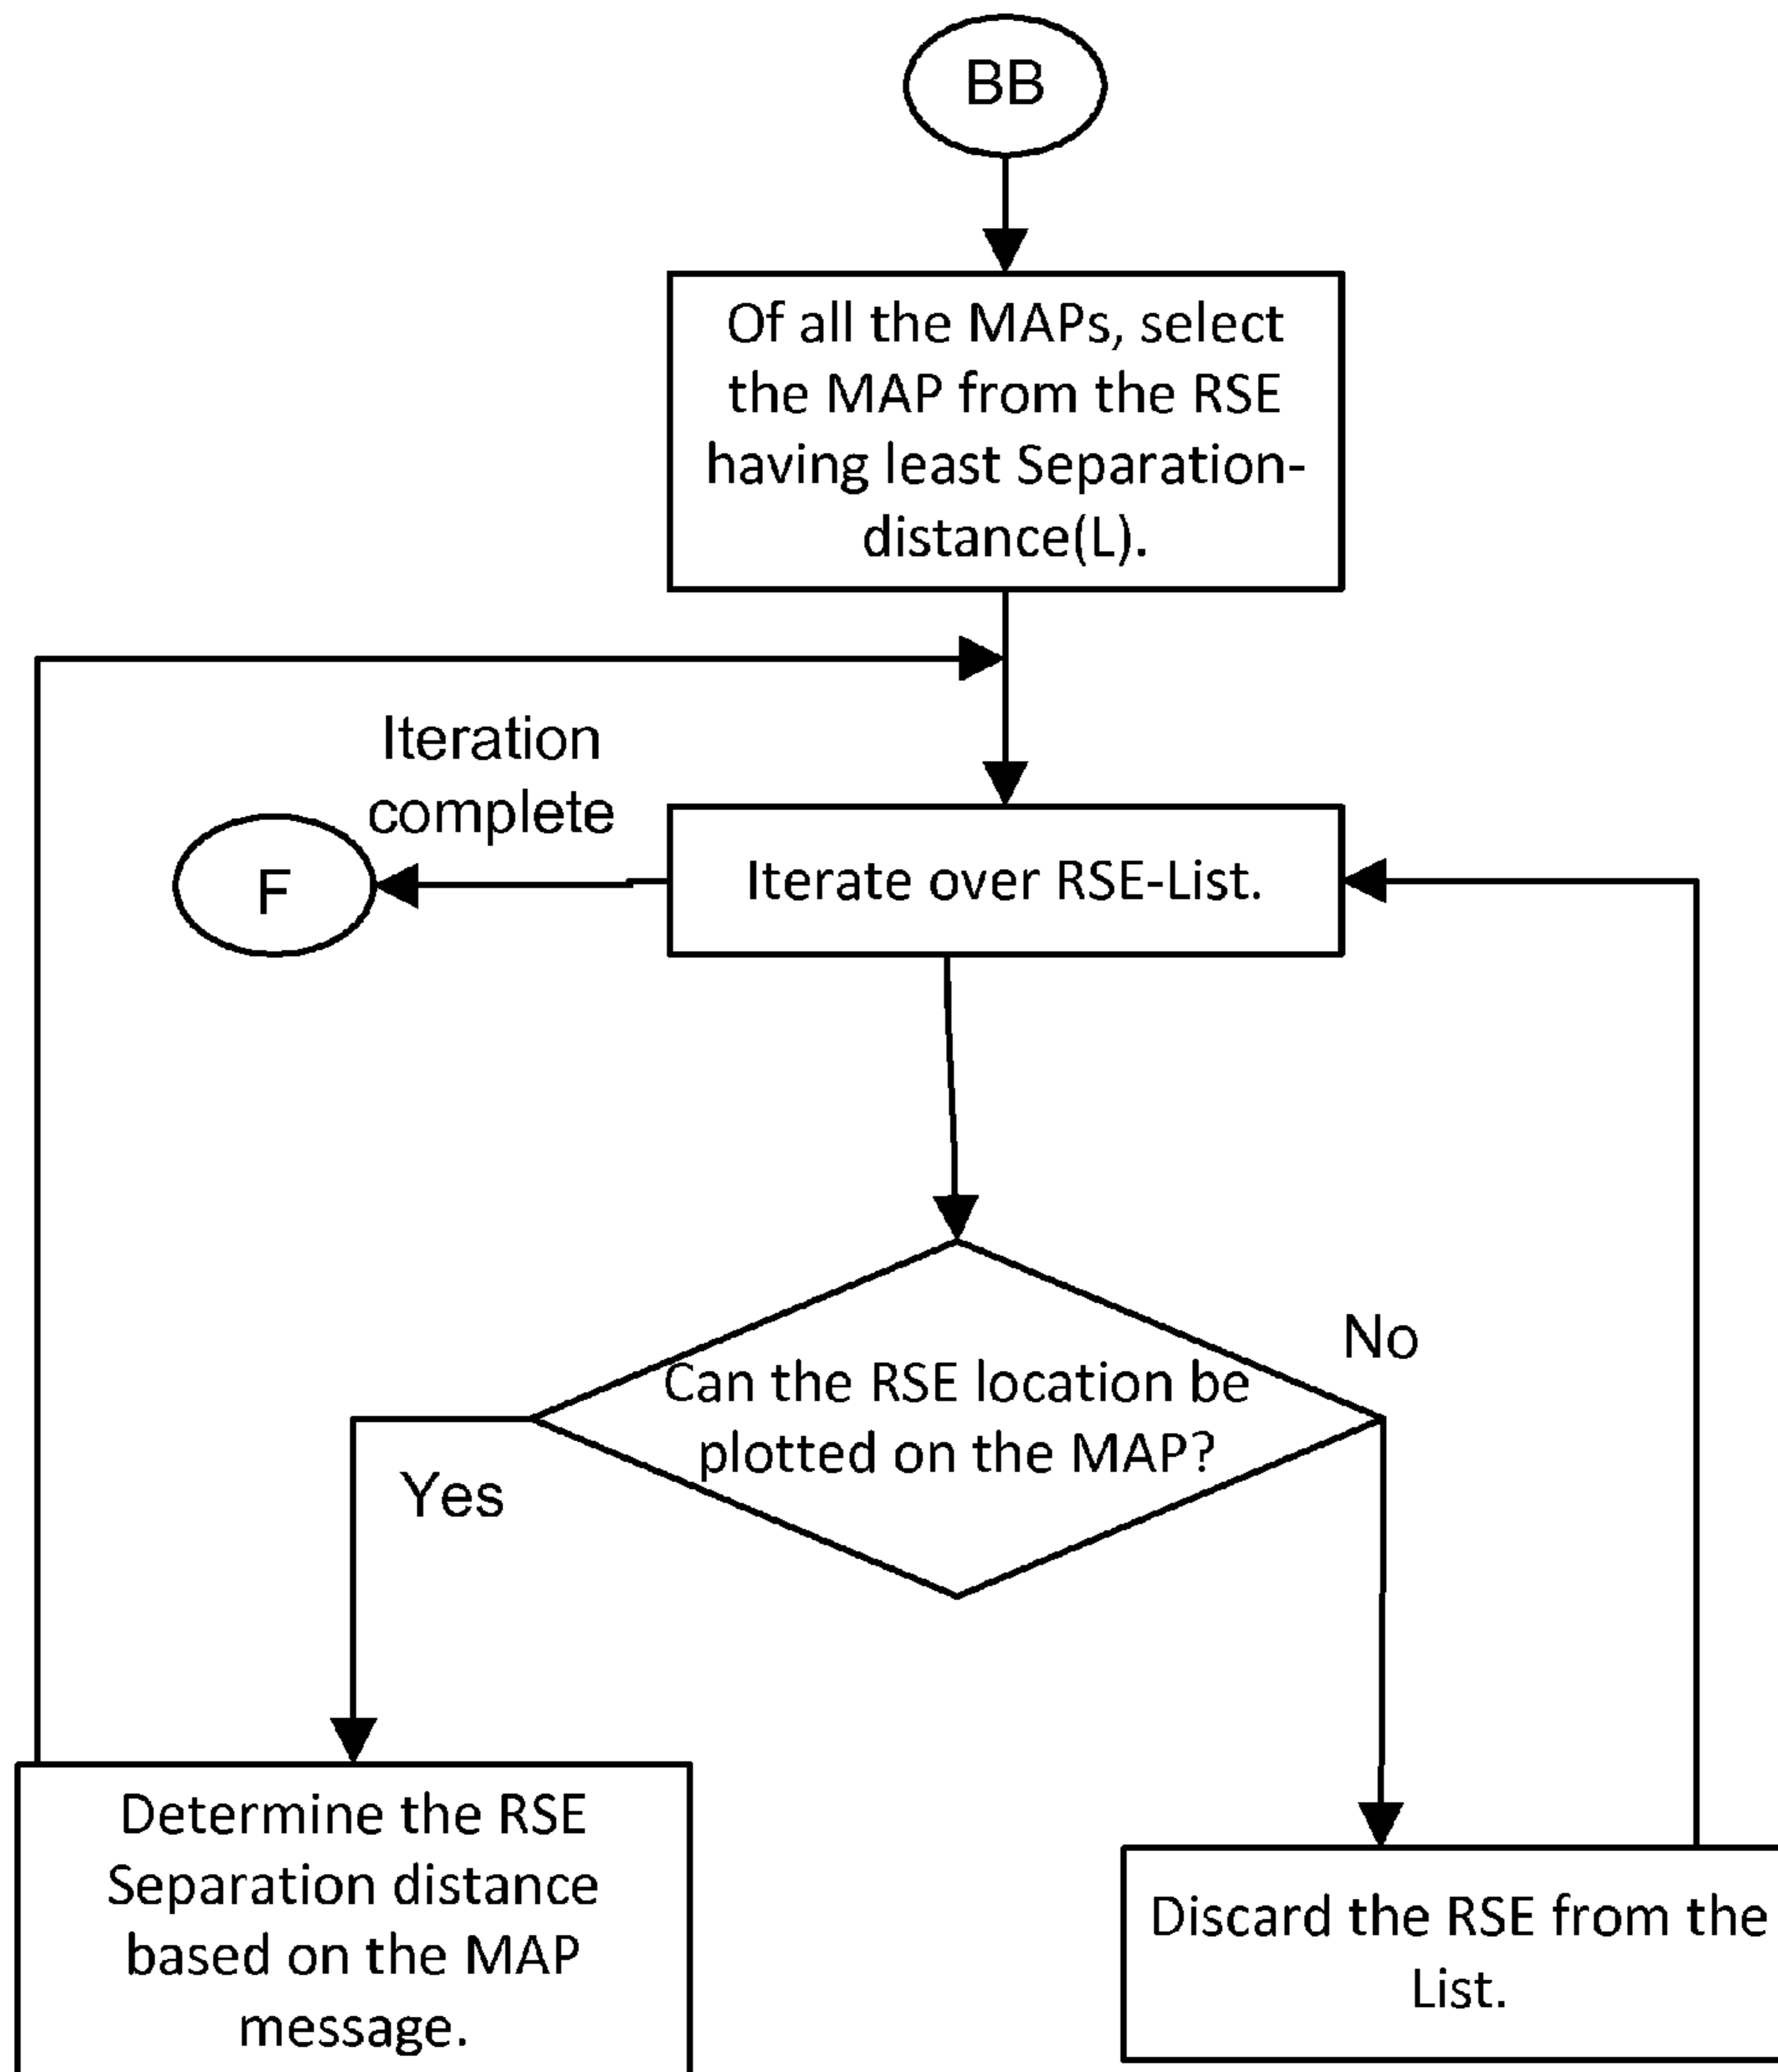 BB
Of all the MAPs, select
the MAP from the RSE
having least Separation-
distance(L).
Iteration
complete
F
Iterate over RSE-List.
Can the RSE location be
plotted on the MAP?
No
Yes
Determine the RSE
Separation distance
based on the MAP
message.
Discard the RSE from the
List.